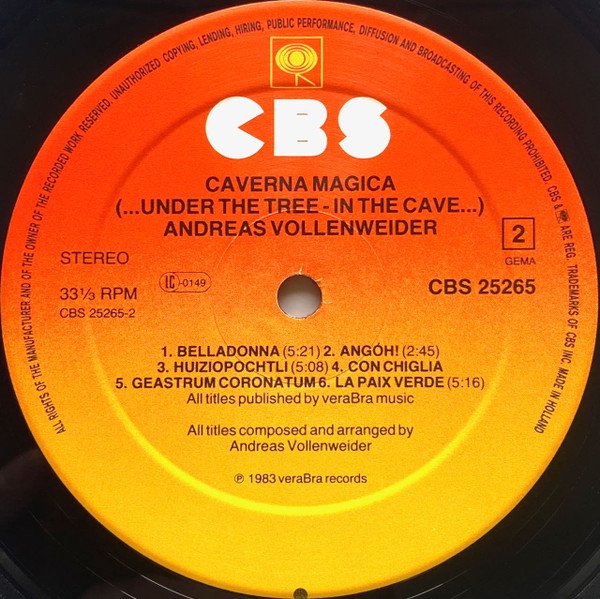 ALL RIGHTS OF THE MANUFACTURER AND OF THE OWNER OF THE RECORDED WORK RESERVED. UNAUTHORIZED COPYING, LENDING, HIRING, PUBLIC PERFORMANCE, DIFFUSION AND BROADCASTING OF THIS RECORDING PROHIBITED. CBS & ARE REG. TRADEMARKS OF CBS INC. MADE IN HOLLAND
CBS
CAVERNA MAGICA
(...UNDER THE TREE - IN THE CAVE...)
ANDREAS VOLLENWEIDER
2
GEMA
STEREO
33⅓ RPM
CBS 25265-2
LC-0149
CBS 25265
1. BELLADONNA (5:21) 2. ANGÓH! (2:45)
3. HUIZIOPOCHTLI (5:08) 4. CON CHIGLIA
5. GEASTRUM CORONATUM 6. LA PAIX VERDE (5:16)
All titles published by veraBra music
All titles composed and arranged by
Andreas Vollenweider
℗ 1983 veraBra records